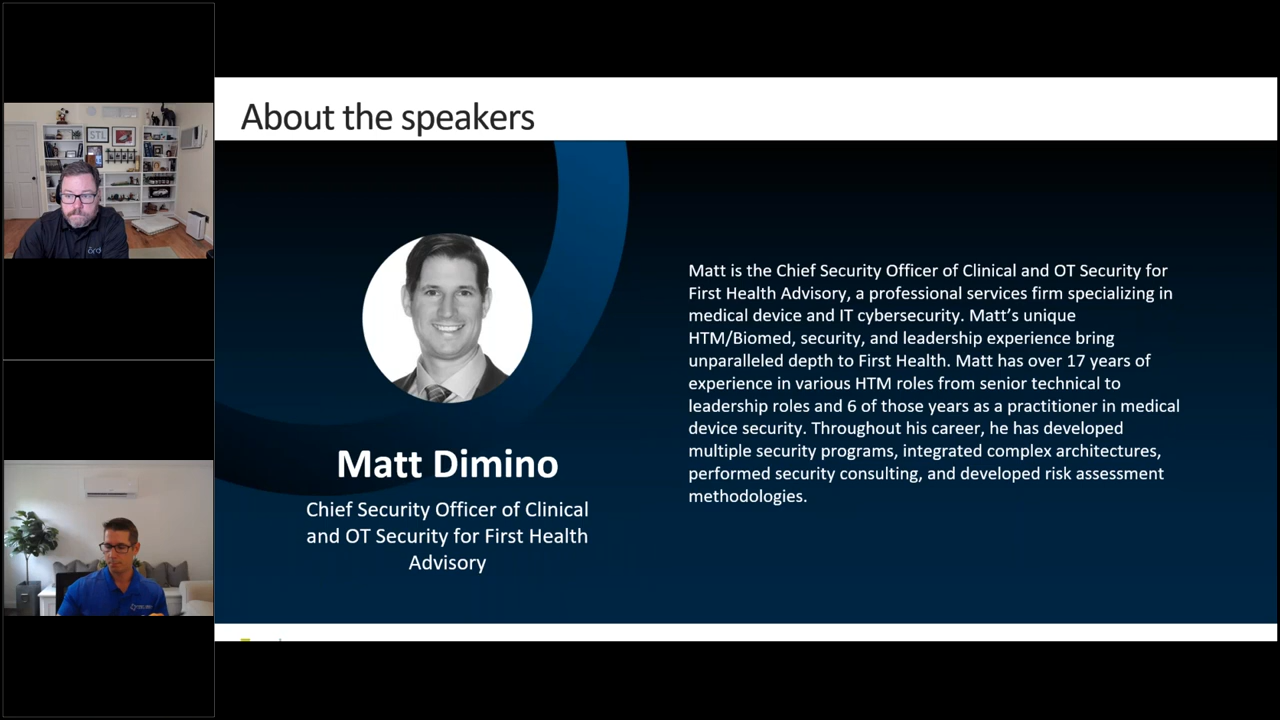 About the speakers
STL
ordr
Matt Dimino
Chief Security Officer of Clinical
and OT Security for First Health
Advisory
Matt is the Chief Security Officer of Clinical and OT Security for
First Health Advisory, a professional services firm specializing in
medical device and IT cybersecurity. Matt’s unique
HTM/Biomed, security, and leadership experience bring
unparalleled depth to First Health. Matt has over 17 years of
experience in various HTM roles from senior technical to
leadership roles and 6 of those years as a practitioner in medical
device security. Throughout his career, he has developed
multiple security programs, integrated complex architectures,
performed security consulting, and developed risk assessment
methodologies.